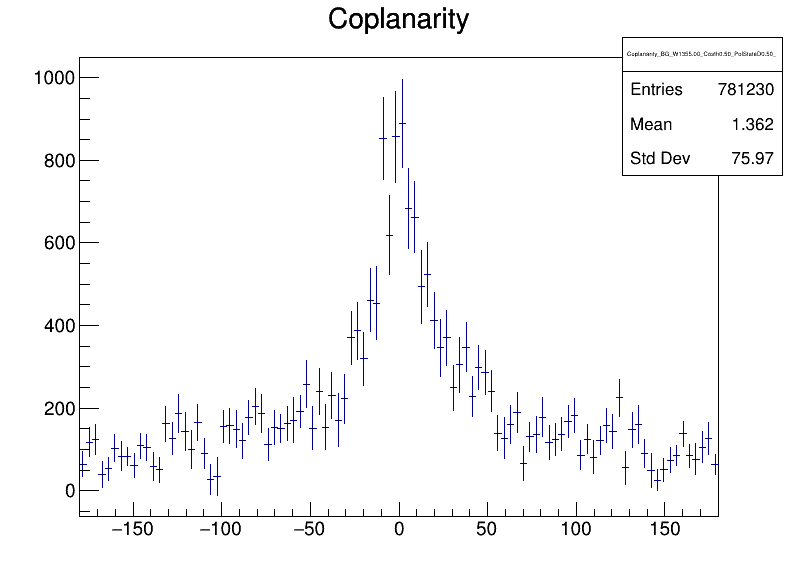 Coplanarity
Coplanarity_BG_W1355.00_Costh0.50_PolStateD0.50_
Entries 781230
Mean 1.362
Std Dev 75.97
1000
800
600
400
200
0
−150 −100 −50 0 50 100 150